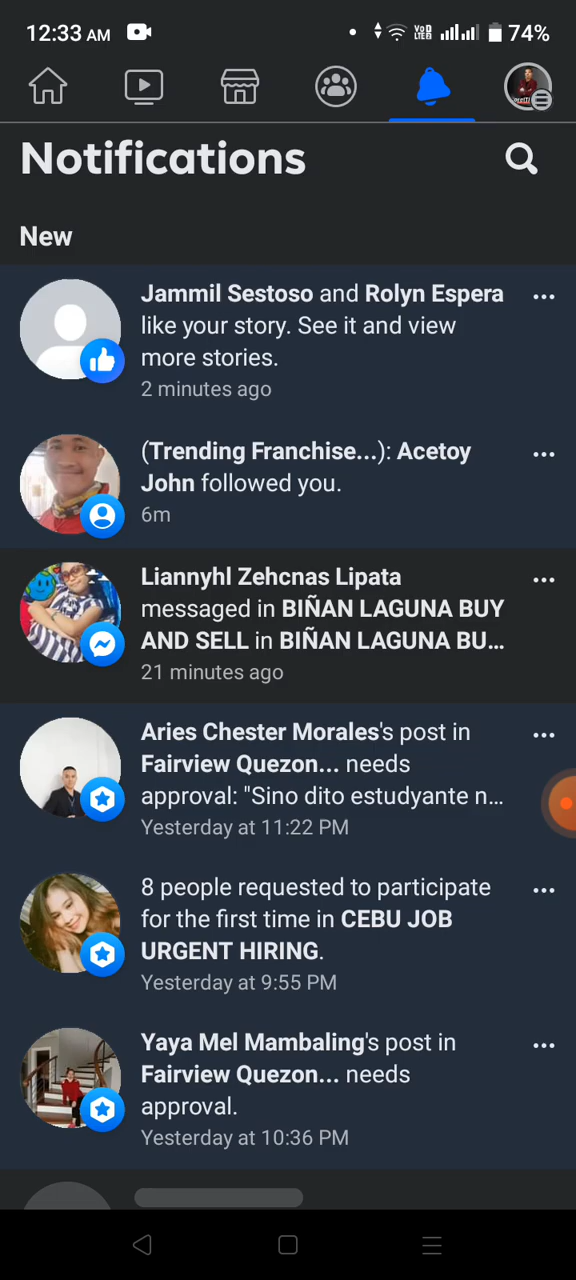 12:33 AM
VoD
LTE
74%
Notifications
New
Jammil Sestoso and Rolyn Espera
like your story. See it and view
more stories.
2 minutes ago
(Trending Franchise...): Acetoy
John followed you.
6m
Liannyhl Zehcnas Lipata
messaged in BIÑAN LAGUNA BUY
AND SELL in BIÑAN LAGUNA BU...
21 minutes ago
Aries Chester Morales's post in
Fairview Quezon... needs
approval: "Sino dito estudyante n...
Yesterday at 11:22 PM
8 people requested to participate
for the first time in CEBU JOB
URGENT HIRING.
Yesterday at 9:55 PM
Yaya Mel Mambaling's post in
Fairview Quezon... needs
approval.
Yesterday at 10:36 PM